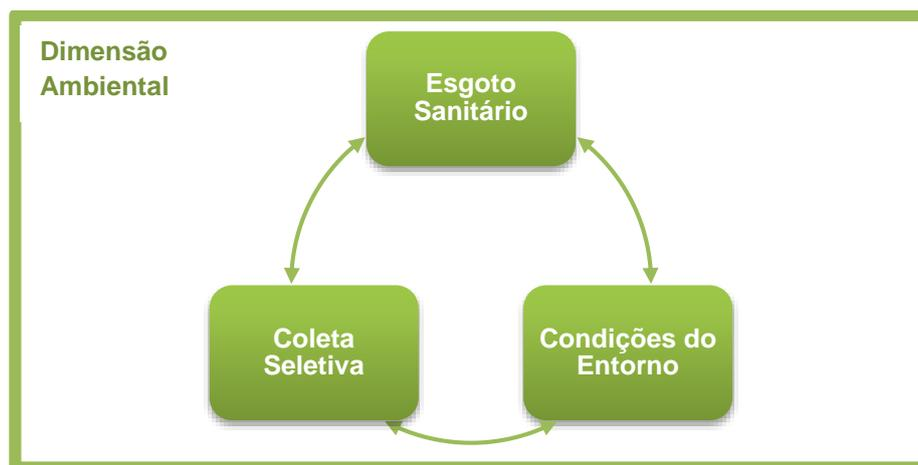 Dimensão
Ambiental
Esgoto
Sanitário
Coleta
Seletiva
Condições do
Entorno